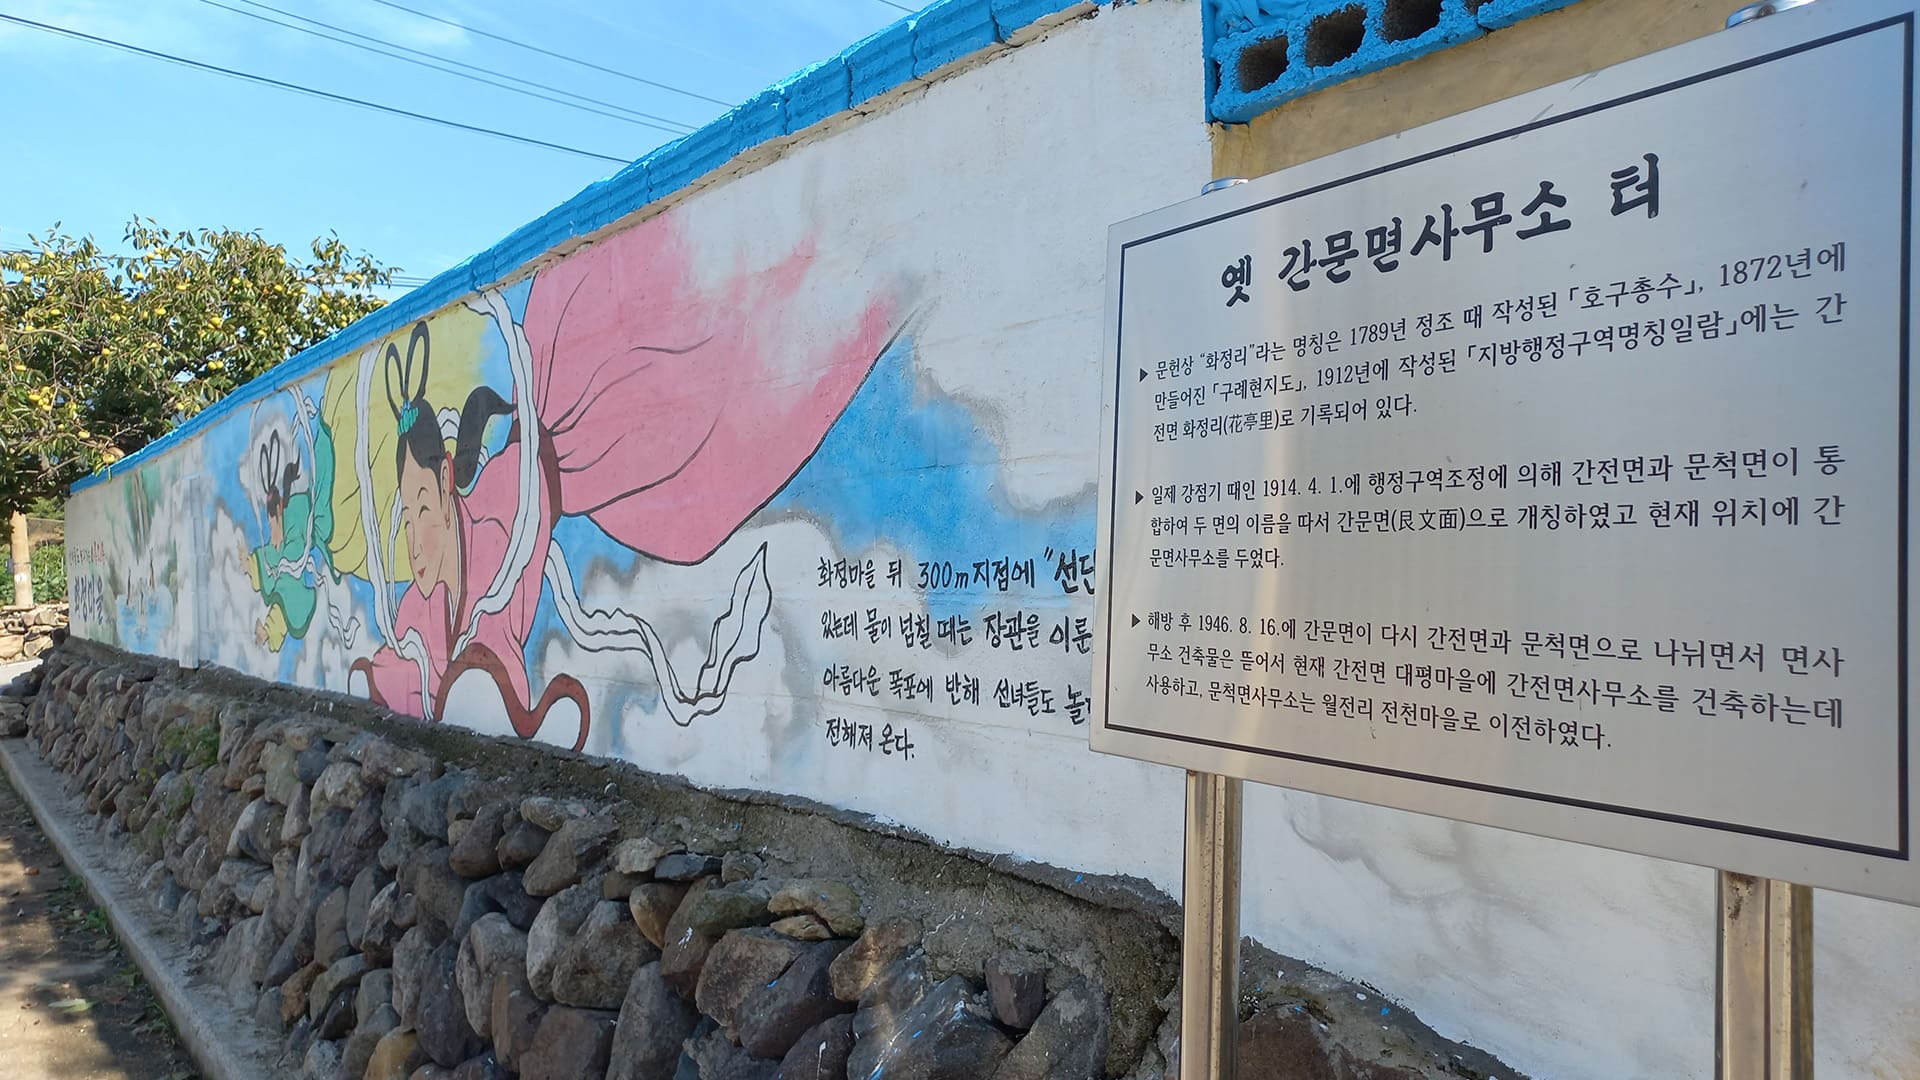 옛 간문면사무소 터
▶ 문헌상 “화정리”라는 명칭은 1789년 정조 때 작성된 「호구총수」, 1872년에
만들어진 「구례현지도」, 1912년에 작성된 「지방행정구역명칭일람」에는 간
전면 화정리(花亭里)로 기록되어 있다.
▶ 일제 강점기 때인 1914. 4. 1.에 행정구역조정에 의해 간전면과 문척면이 통
합하여 두 면의 이름을 따서 간문면(艮文面)으로 개칭하였고 현재 위치에 간
문면사무소를 두었다.
▶ 해방 후 1946. 8. 16.에 간문면이 다시 간전면과 문척면으로 나뉘면서 면사
무소 건축물은 뜯어서 현재 간전면 대평마을에 간전면사무소를 건축하는데
사용하고, 문척면사무소는 월전리 전천마을로 이전하였다.
화정마을 뒤 300m지점에 "선단
있는데 물이 넘칠 때는 장관을 이룬
아름다운 폭포에 반해 선녀들도 놀
전해져 온다.
화정마을